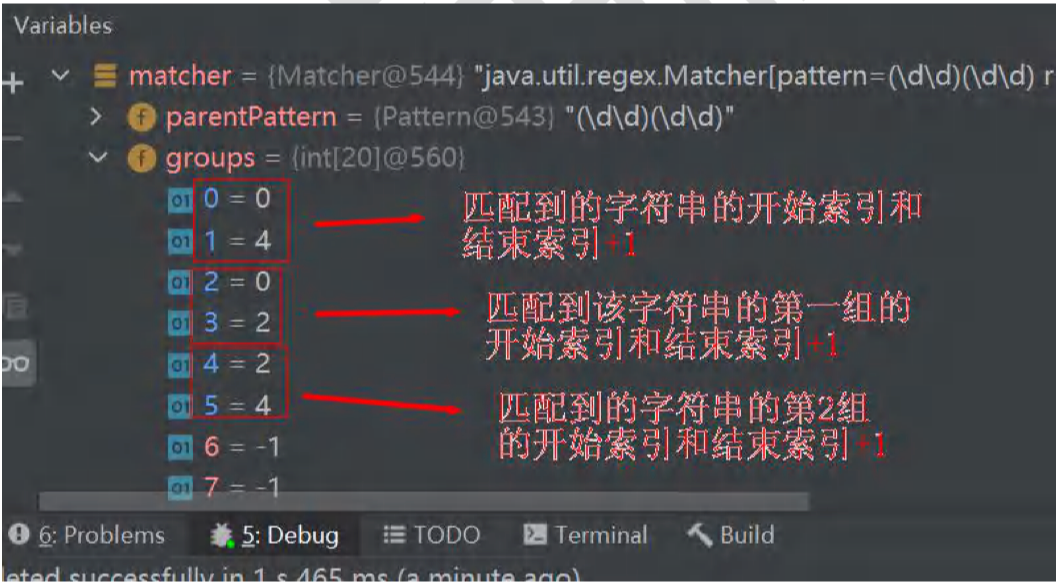 Variables
matcher = {Matcher@544} "java.util.regex.Matcher[pattern=(\d\d)(\d\d) r
parentPattern = {Pattern@543} "(\d\d)(\d\d)"
groups = {int[20]@560}
01 0 = 0
01 1 = 4
匹配到的字符串的开始索引和
结束索引+1
01 2 = 0
01 3 = 2
匹配到该字符串的第一组的
开始索引和结束索引+1
01 4 = 2
01 5 = 4
匹配到的字符串的第2组
的开始索引和结束索引+1
01 6 = -1
01 7 = -1
6: Problems 5: Debug TODO Terminal Build
leted successfully in 1 s 465 ms (a minute ago)